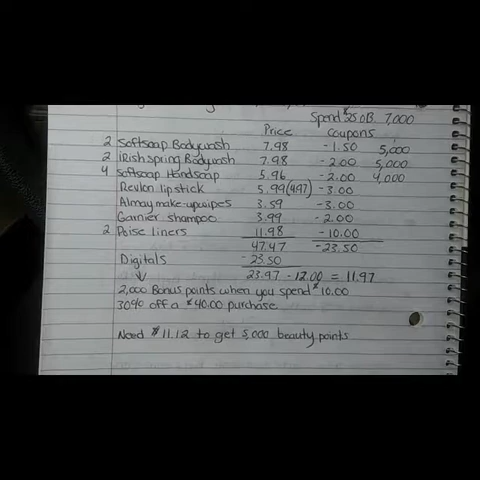 Spend $25 OB. 7,000
Price Coupons
2 Softsoap Bodywash 7.98 -1.50 5,000
2 irishspring Bodywash 7.98 -2.00 5,000
4 Softsoap Handsoap 5.96 -2.00 4,000
Revlon lipstick 5.99(4.97) -3.00
Almay make-upwipes 3.59 -3.00
Garnier shampoo 3.99 -2.00
2 Poise liners 11.98 -10.00
47.47 -23.50
Digitals -23.50
23.97 -12.00 = 11.97
2,000 Bonus points when you spend $10.00
30% off a $40.00 purchase
Need $11.12 to get 5,000 beauty points